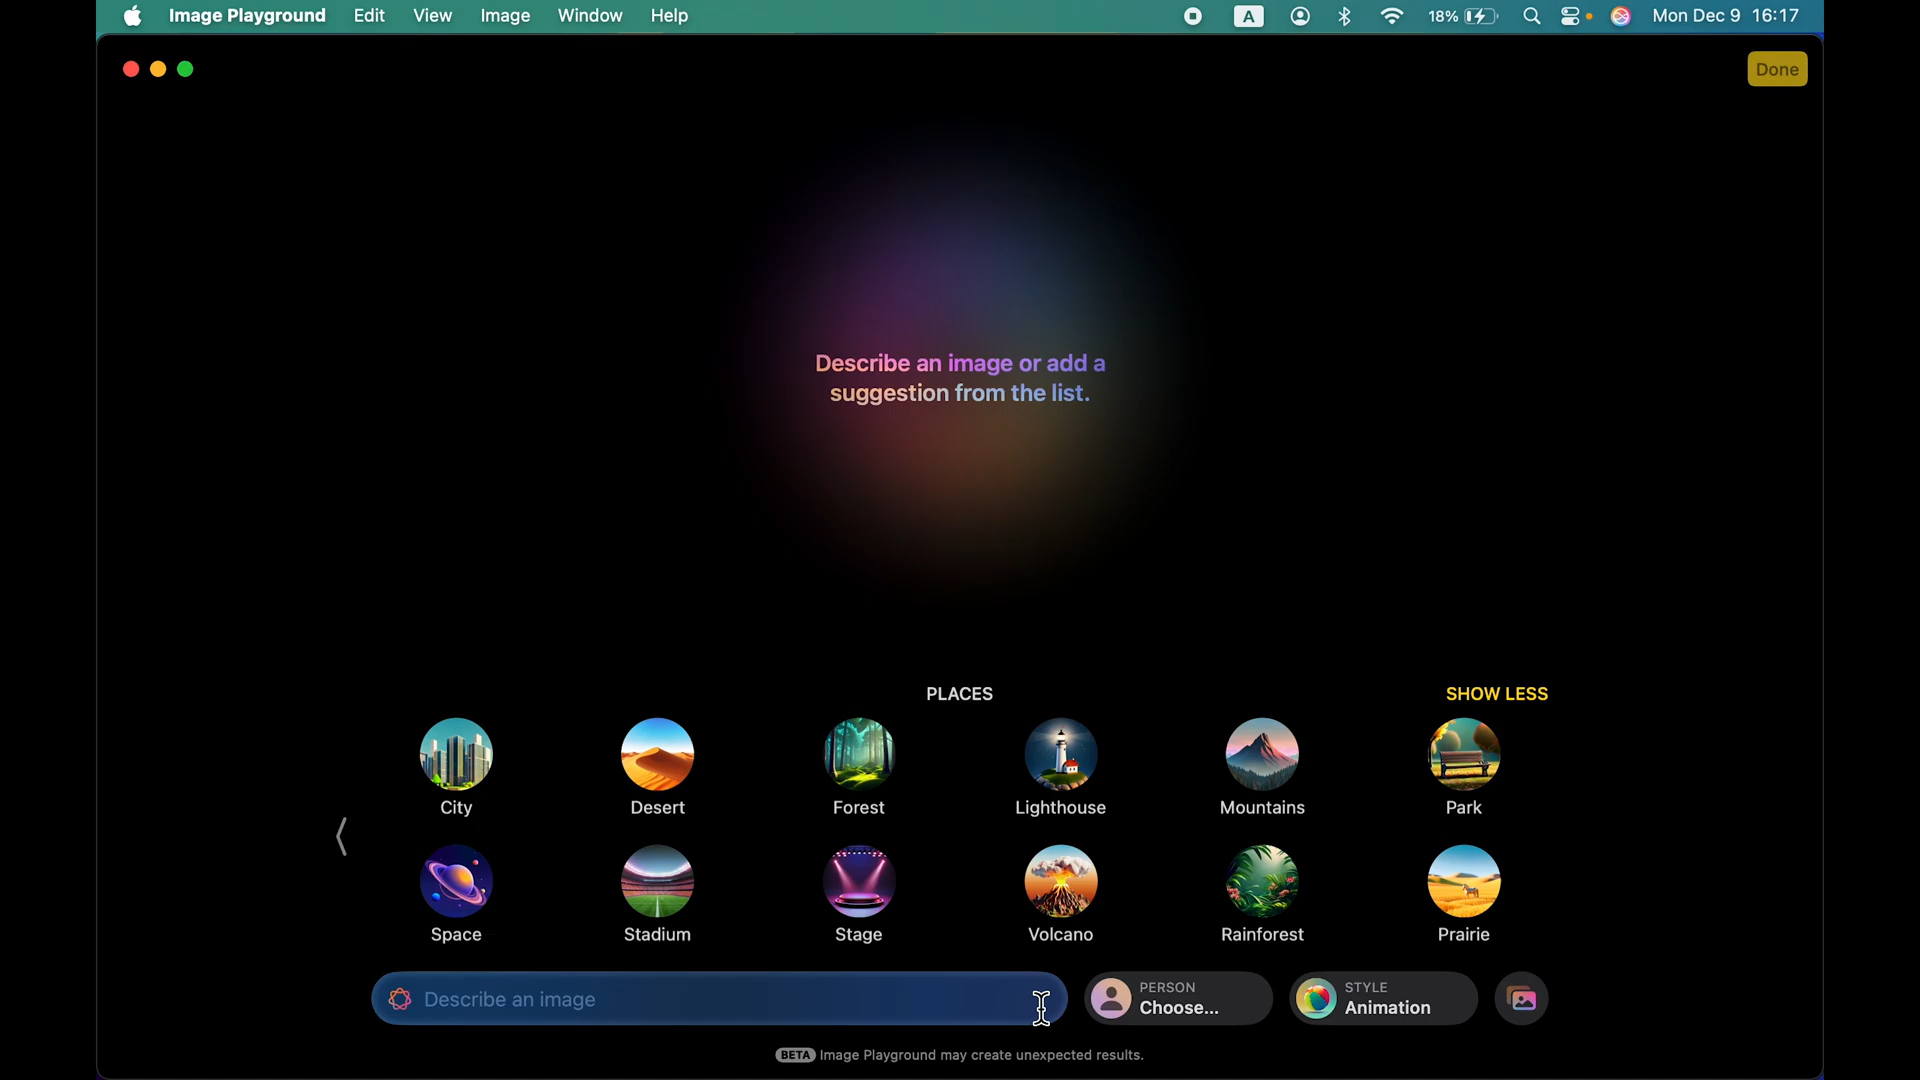 Image Playground Edit View Image Window Help A 18% Mon Dec 9 16:17
Done
Describe an image or add a
suggestion from the list.
PLACES
SHOW LESS
City Desert Forest Lighthouse Mountains Park
Space Stadium Stage Volcano Rainforest Prairie
Describe an image
PERSON
Choose...
STYLE
Animation
BETA Image Playground may create unexpected results.